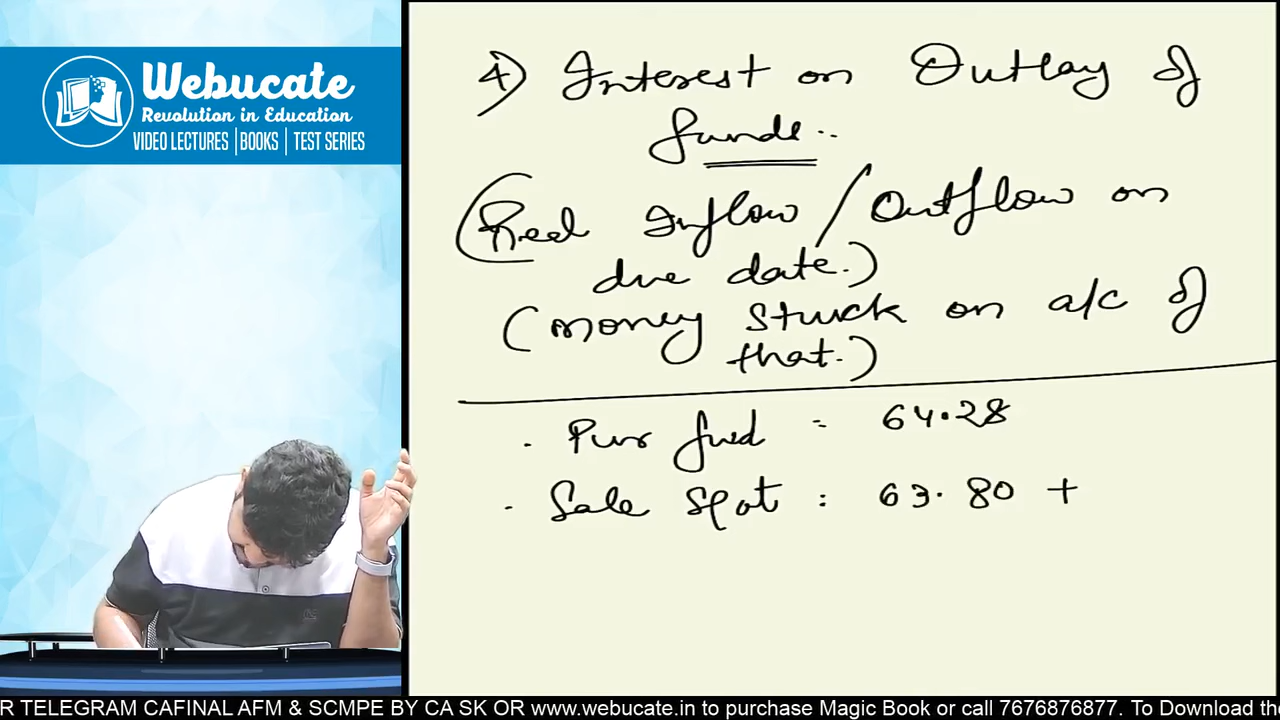 Webucate
Revolution in Education
VIDEO LECTURES | BOOKS | TEST SERIES
4) Interest on Outlay of
funds..
(Real Inflow / Outflow on
due date.)
(money stuck on a/c of
that.)
· Pur fwd = 64.28
· Sale spot : 63.80 +
R TELEGRAM CAFINAL AFM & SCMPE BY CA SK OR www.webucate.in to purchase Magic Book or call 7676876877. To Download th